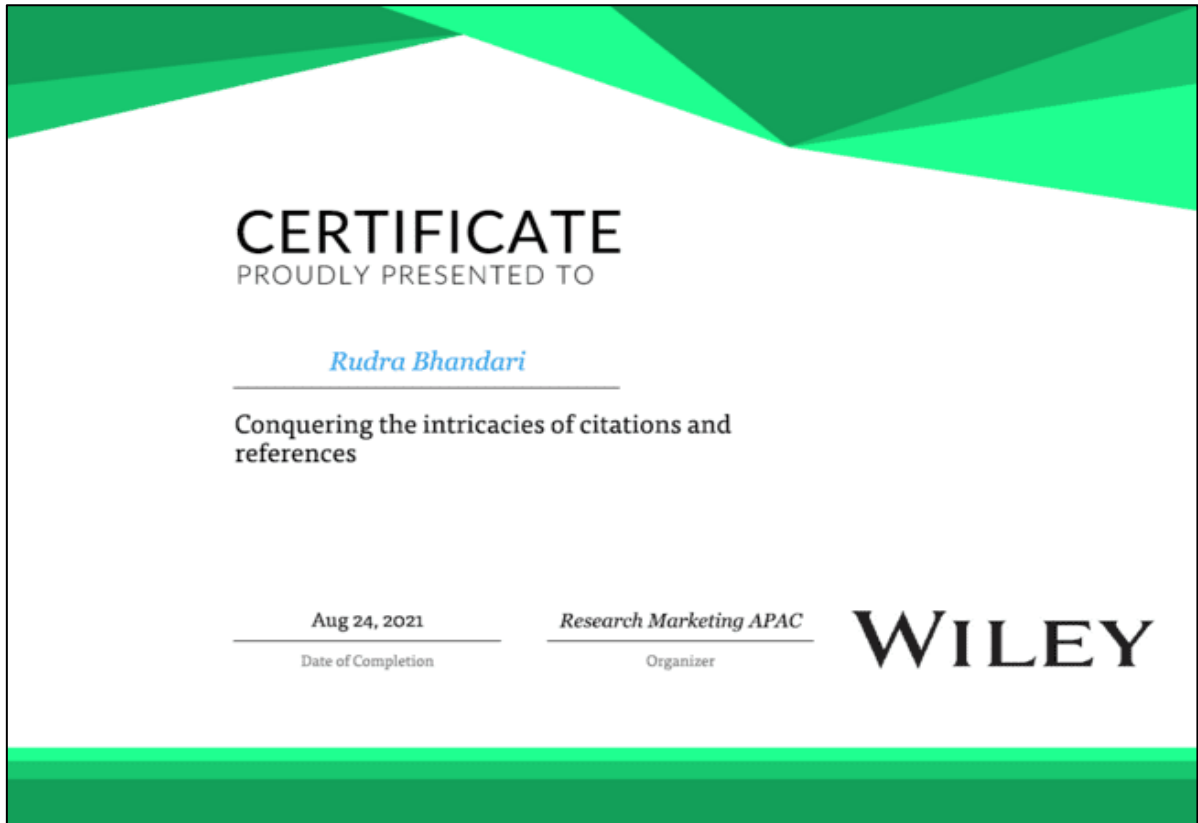 CERTIFICATE
PROUDLY PRESENTED TO
Rudra Bhandari
Conquering the intricacies of citations and
references
Aug 24, 2021
Date of Completion
Research Marketing APAC
Organizer
WILEY